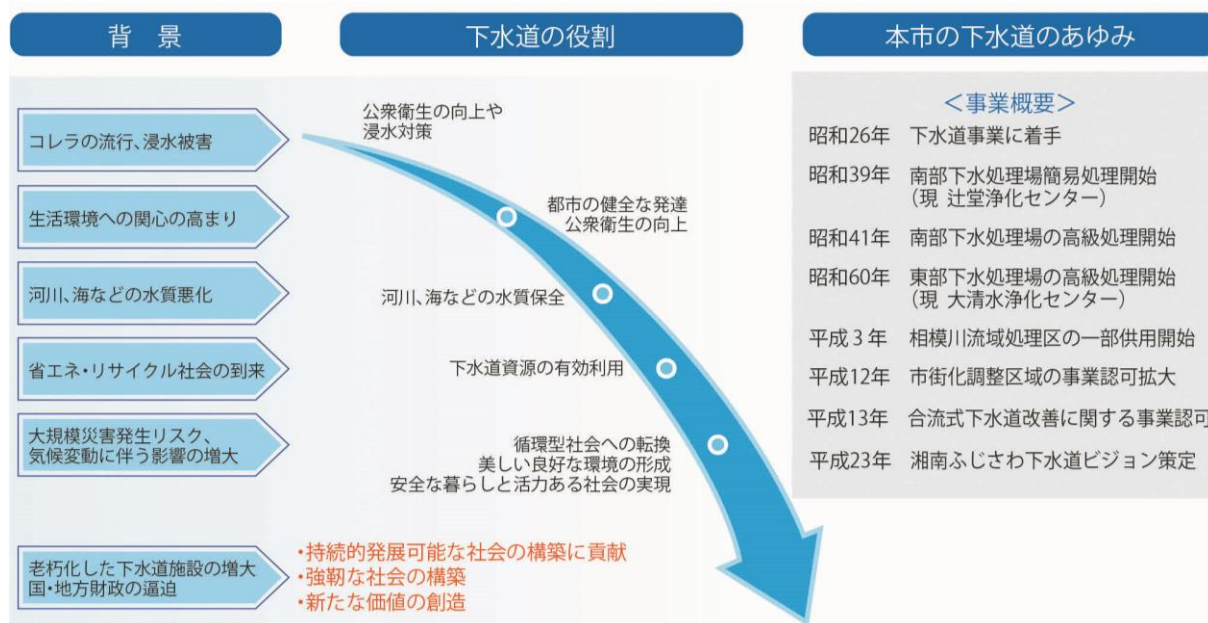 背 景
コレラの流行、浸水被害
生活環境への関心の高まり
河川、海などの水質悪化
省エネ・リサイクル社会の到来
大規模災害発生リスク、
気候変動に伴う影響の増大
老朽化した下水道施設の増大
国・地方財政の逼迫
下水道の役割
公衆衛生の向上や
浸水対策
都市の健全な発達
公衆衛生の向上
河川、海などの水質保全
下水道資源の有効利用
循環型社会への転換
美しい良好な環境の形成
安全な暮らしと活力ある社会の実現
・持続的発展可能な社会の構築に貢献
・強靭な社会の構築
・新たな価値の創造
本市の下水道のあゆみ
＜事業概要＞
昭和26年 下水道事業に着手
昭和39年 南部下水処理場簡易処理開始
(現 辻堂浄化センター)
昭和41年 南部下水処理場の高級処理開始
昭和60年 東部下水処理場の高級処理開始
(現 大清水浄化センター)
平成3年 相模川流域処理区の一部供用開始
平成12年 市街化調整区域の事業認可拡大
平成13年 合流式下水道改善に関する事業認可
平成23年 湘南ふじさわ下水道ビジョン策定